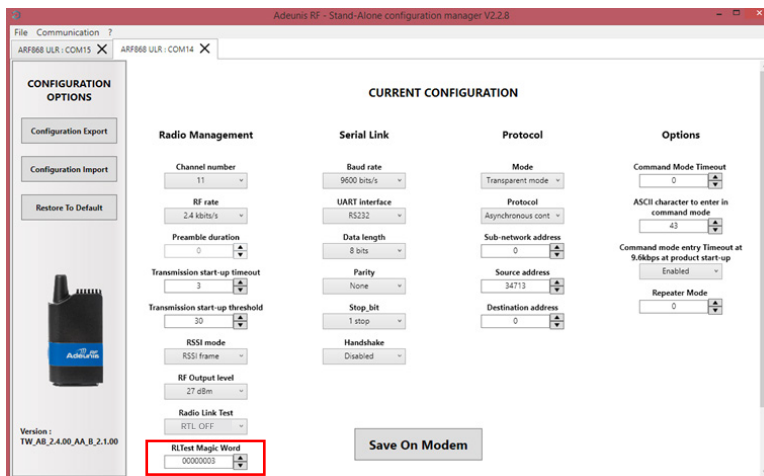 Adeunis RF - Stand-Alone configuration manager V2.2.8
File Communication ?
ARF868 ULR : COM15 X ARF868 ULR : COM14 X
CONFIGURATION
OPTIONS
Configuration Export
Configuration Import
Restore To Default
Adeunis RF
Version :
TW_AB_2.4.00_AA_B_2.1.00
CURRENT CONFIGURATION
Radio Management
Channel number
11
RF rate
2.4 kbits/s
Preamble duration
0
Transmission start-up timeout
3
Transmission start-up threshold
30
RSSI mode
RSSI frame
RF Output level
27 dBm
Radio Link Test
RTL OFF
RLTest Magic Word
00000003
Serial Link
Baud rate
9600 bits/s
UART interface
RS232
Data length
8 bits
Parity
None
Stop_bit
1 stop
Handshake
Disabled
Protocol
Mode
Transparent mode
Protocol
Asynchronous cont
Sub-network address
0
Source address
34713
Destination address
0
Options
Command Mode Timeout
0
ASCII character to enter in
command mode
43
Command mode entry Timeout at
9.6kbps at product start-up
Enabled
Repeater Mode
0
Save On Modem